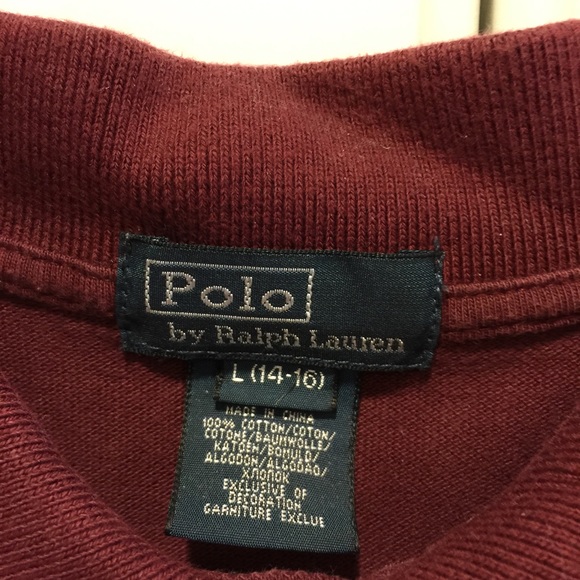 Polo
by Ralph Lauren
L (14-16)
MADE IN CHINA
100% COTTON/COTON/
COTONE/BAUMWOLLE/
KATOEN/BOMULD/
ALGODON/ALGODAO/
ХЛОПОК
EXCLUSIVE OF
DECORATION
GARNITURE EXCLUE